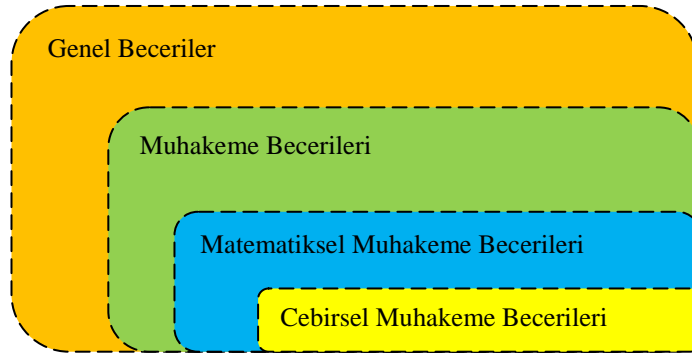 Genel Beceriler
Muhakeme Becerileri
Matematiksel Muhakeme Becerileri
Cebirsel Muhakeme Becerileri